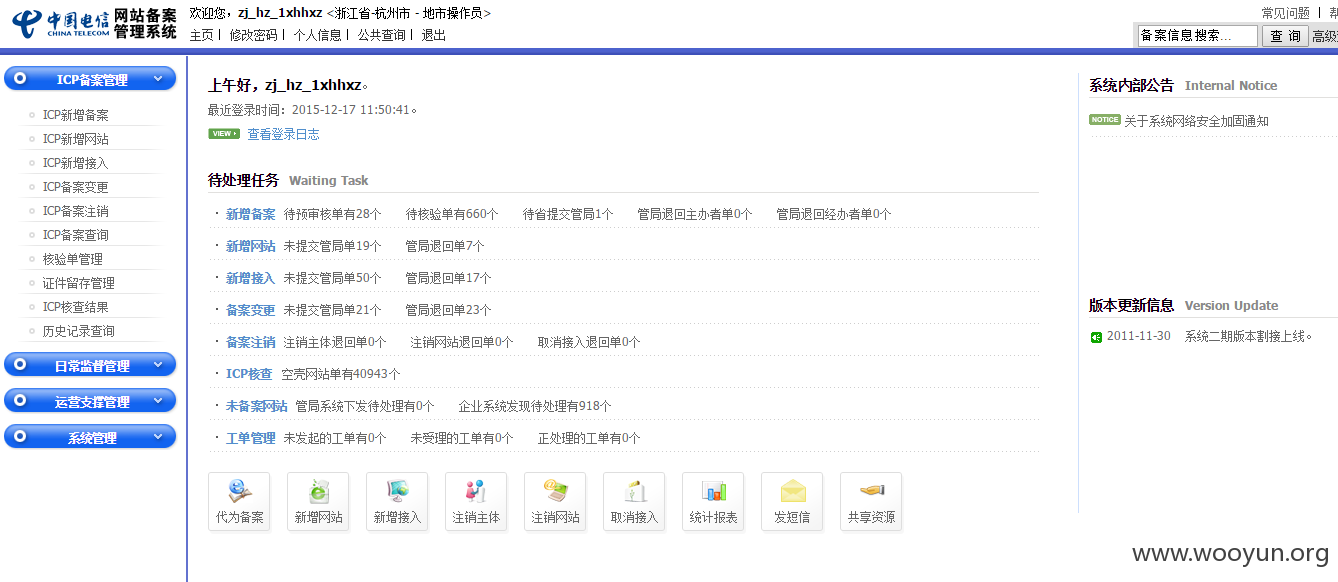 中国电信 网站备案
CHINA TELECOM 管理系统
欢迎您，zj_hz_1xhhxz <浙江省-杭州市 - 地市操作员>
主页 | 修改密码 | 个人信息 | 公共查询 | 退出
常见问题 |
备案信息搜索... 查 询 高级
ICP备案管理
ICP新增备案
ICP新增网站
ICP新增接入
ICP备案变更
ICP备案注销
ICP备案查询
核验单管理
证件留存管理
ICP核查结果
历史记录查询
日常监督管理
运营支撑管理
系统管理
上午好，zj_hz_1xhhxz。
最近登录时间：2015-12-17 11:50:41。
VIEW 查看登录日志
待处理任务 Waiting Task
· 新增备案 待预审核单有28个 待核验单有660个 待省提交管局1个 管局退回主办者单0个 管局退回经办者单0个
· 新增网站 未提交管局单19个 管局退回单7个
· 新增接入 未提交管局单50个 管局退回单17个
· 备案变更 未提交管局单21个 管局退回单23个
· 备案注销 注销主体退回单0个 注销网站退回单0个 取消接入退回单0个
· ICP核查 空壳网站单有40943个
· 未备案网站 管局系统下发待处理有0个 企业系统发现待处理有918个
· 工单管理 未发起的工单有0个 未受理的工单有0个 正处理的工单有0个
代为备案 新增网站 新增接入 注销主体 注销网站 取消接入 统计报表 发短信 共享资源
系统内部公告 Internal Notice
NOTICE 关于系统网络安全加固通知
版本更新信息 Version Update
2011-11-30 系统二期版本割接上线。
www.wooyun.org